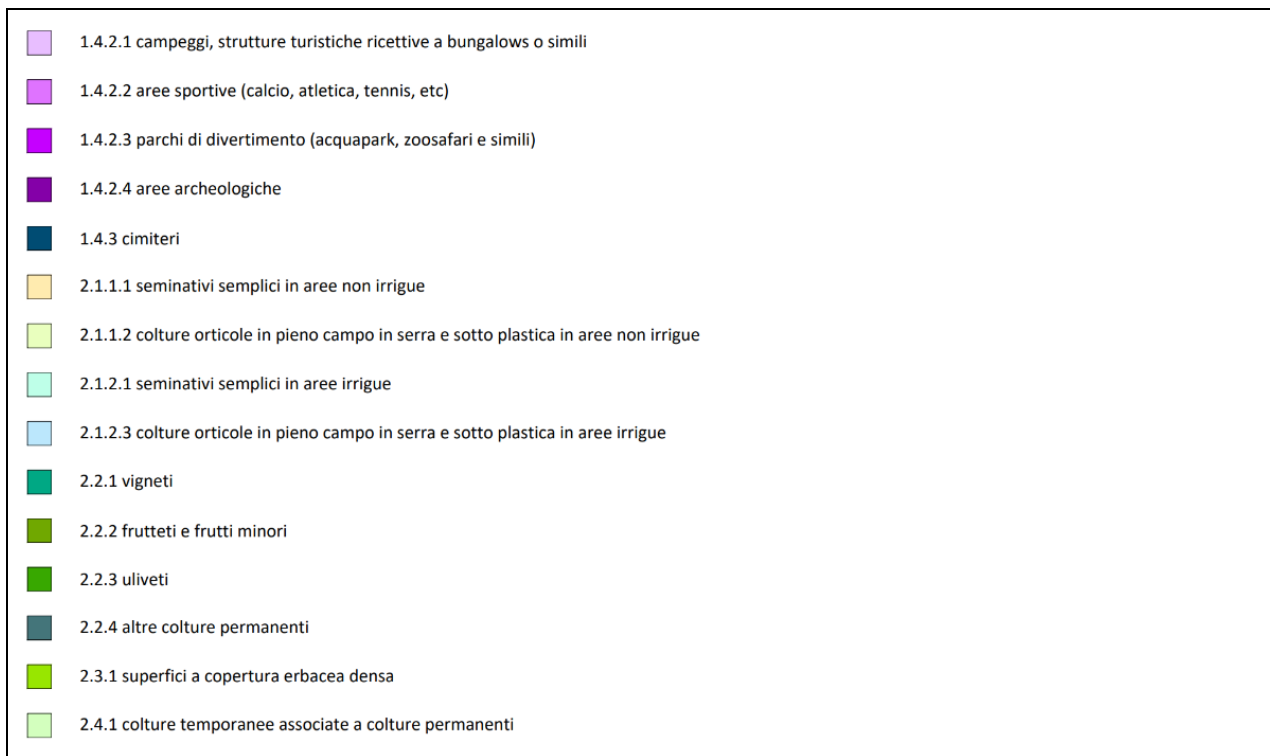 1.4.2.1 campeggi, strutture turistiche ricettive a bungalows o simili
1.4.2.2 aree sportive (calcio, atletica, tennis, etc)
1.4.2.3 parchi di divertimento (acquapark, zoosafari e simili)
1.4.2.4 aree archeologiche
1.4.3 cimiteri
2.1.1.1 seminativi semplici in aree non irrigue
2.1.1.2 colture orticole in pieno campo in serra e sotto plastica in aree non irrigue
2.1.2.1 seminativi semplici in aree irrigue
2.1.2.3 colture orticole in pieno campo in serra e sotto plastica in aree irrigue
2.2.1 vigneti
2.2.2 frutteti e frutti minori
2.2.3 uliveti
2.2.4 altre colture permanenti
2.3.1 superfici a copertura erbacea densa
2.4.1 colture temporanee associate a colture permanenti